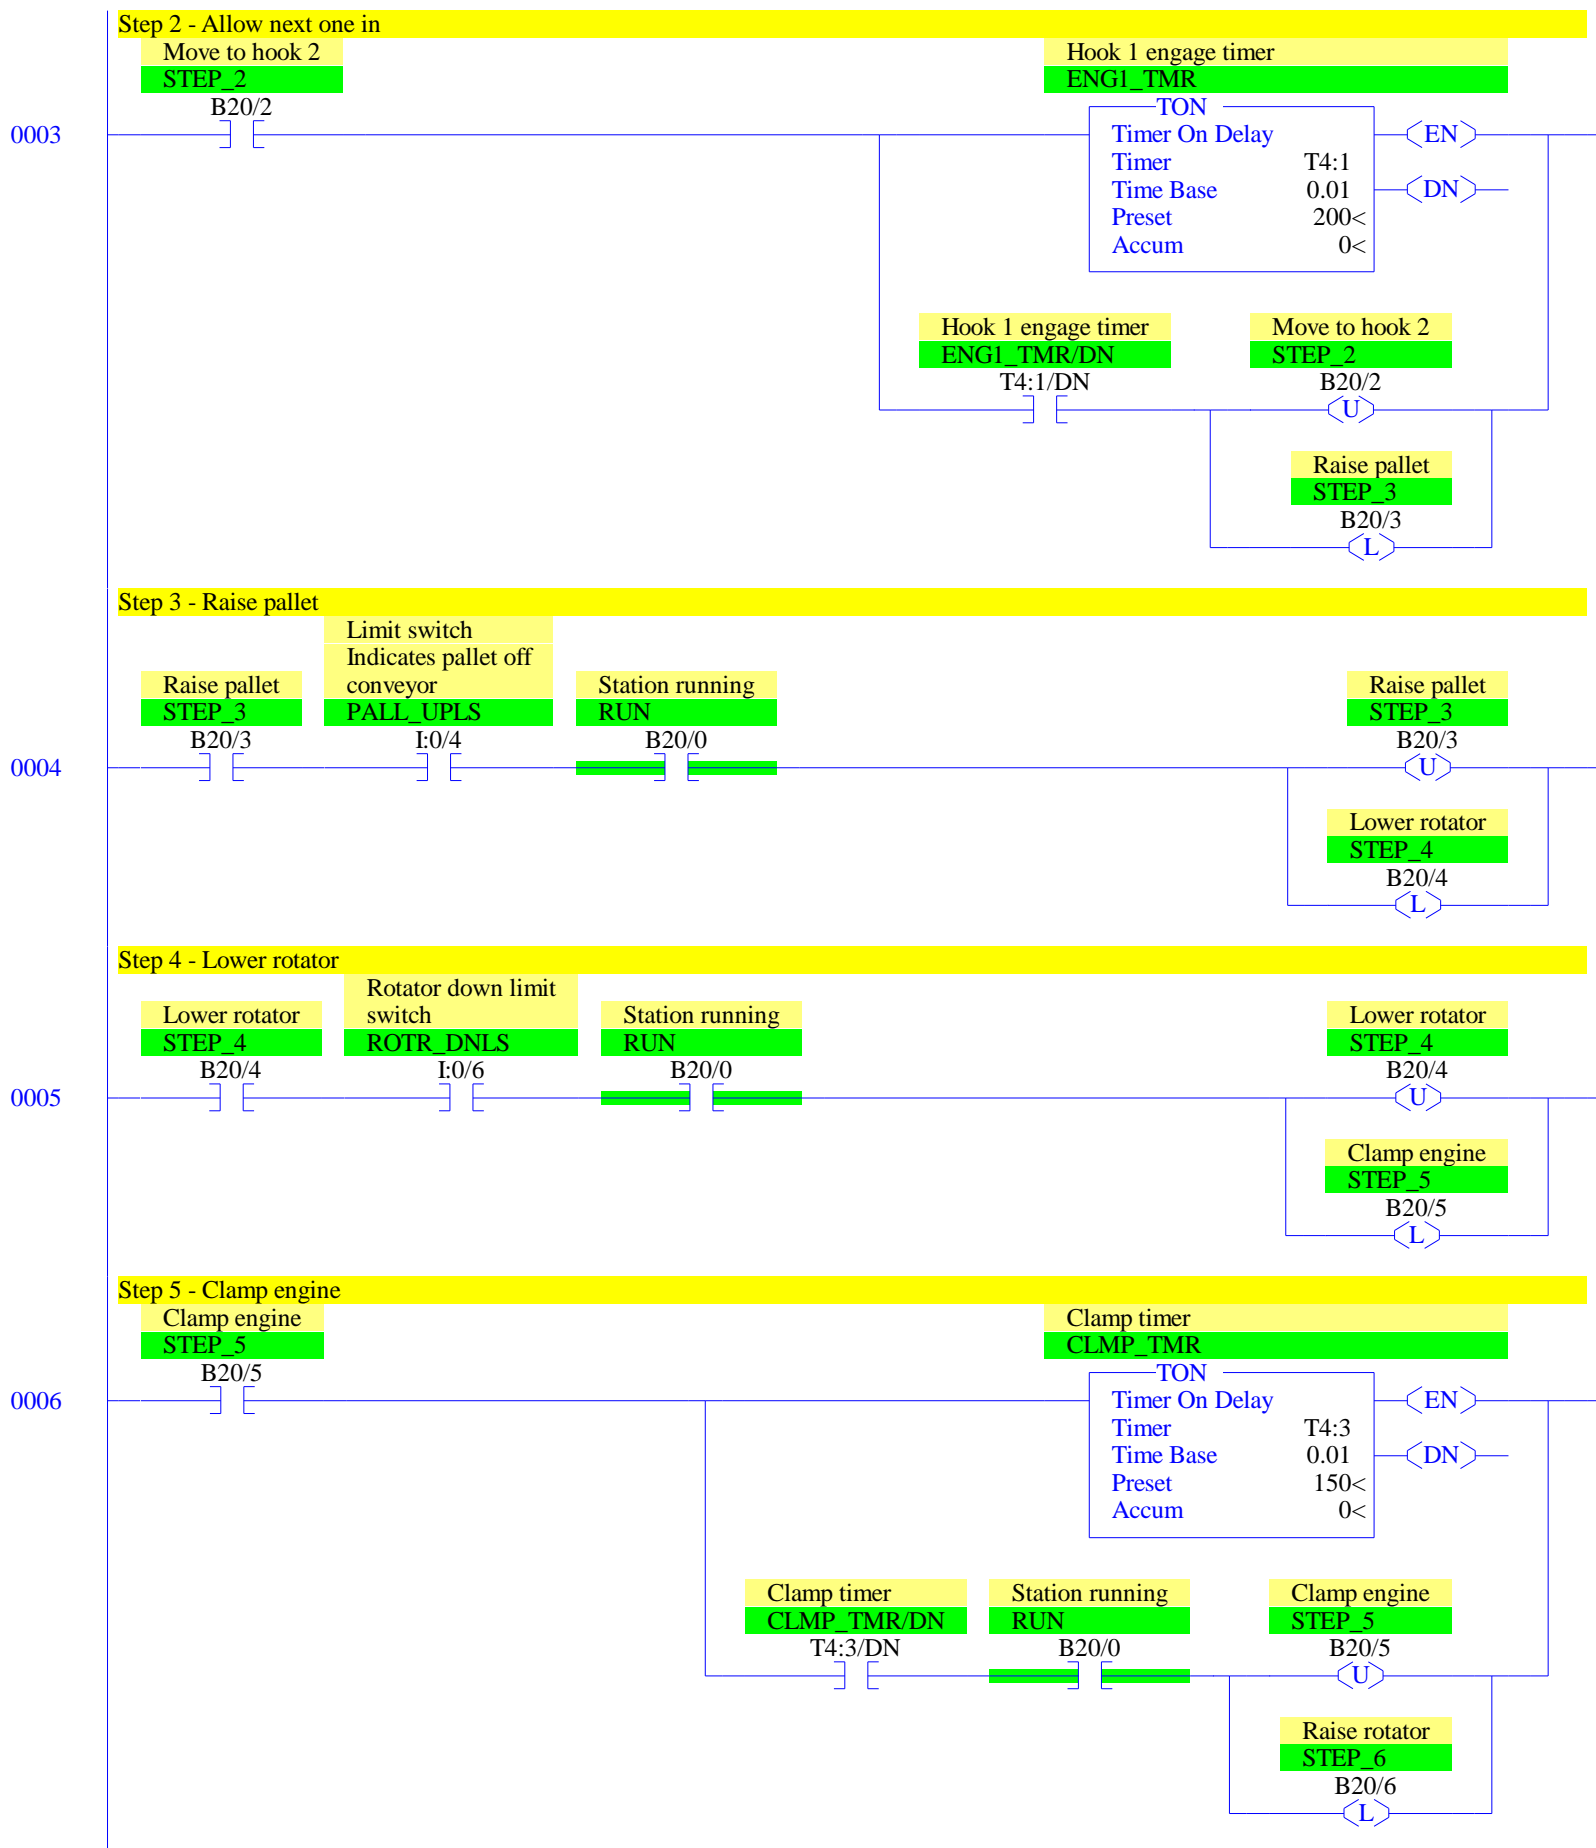 Step 2 - Allow next one in
Move to hook 2
STEP_2
B20/2
Hook 1 engage timer
ENG1_TMR
0003
TON
Timer On Delay
Timer T4:1
Time Base 0.01
Preset 200<
Accum 0<
EN
DN
Hook 1 engage timer
ENG1_TMR/DN
T4:1/DN
Move to hook 2
STEP_2
B20/2
U
Raise pallet
STEP_3
B20/3
L
Step 3 - Raise pallet
Raise pallet
STEP_3
B20/3
Limit switch
Indicates pallet off
conveyor
PALL_UPLS
I:0/4
Station running
RUN
B20/0
Raise pallet
STEP_3
B20/3
0004
U
Lower rotator
STEP_4
B20/4
L
Step 4 - Lower rotator
Lower rotator
STEP_4
B20/4
Rotator down limit
switch
ROTR_DNLS
I:0/6
Station running
RUN
B20/0
Lower rotator
STEP_4
B20/4
0005
U
Clamp engine
STEP_5
B20/5
L
Step 5 - Clamp engine
Clamp engine
STEP_5
B20/5
Clamp timer
CLMP_TMR
0006
TON
Timer On Delay
Timer T4:3
Time Base 0.01
Preset 150<
Accum 0<
EN
DN
Clamp timer
CLMP_TMR/DN
T4:3/DN
Station running
RUN
B20/0
Clamp engine
STEP_5
B20/5
U
Raise rotator
STEP_6
B20/6
L